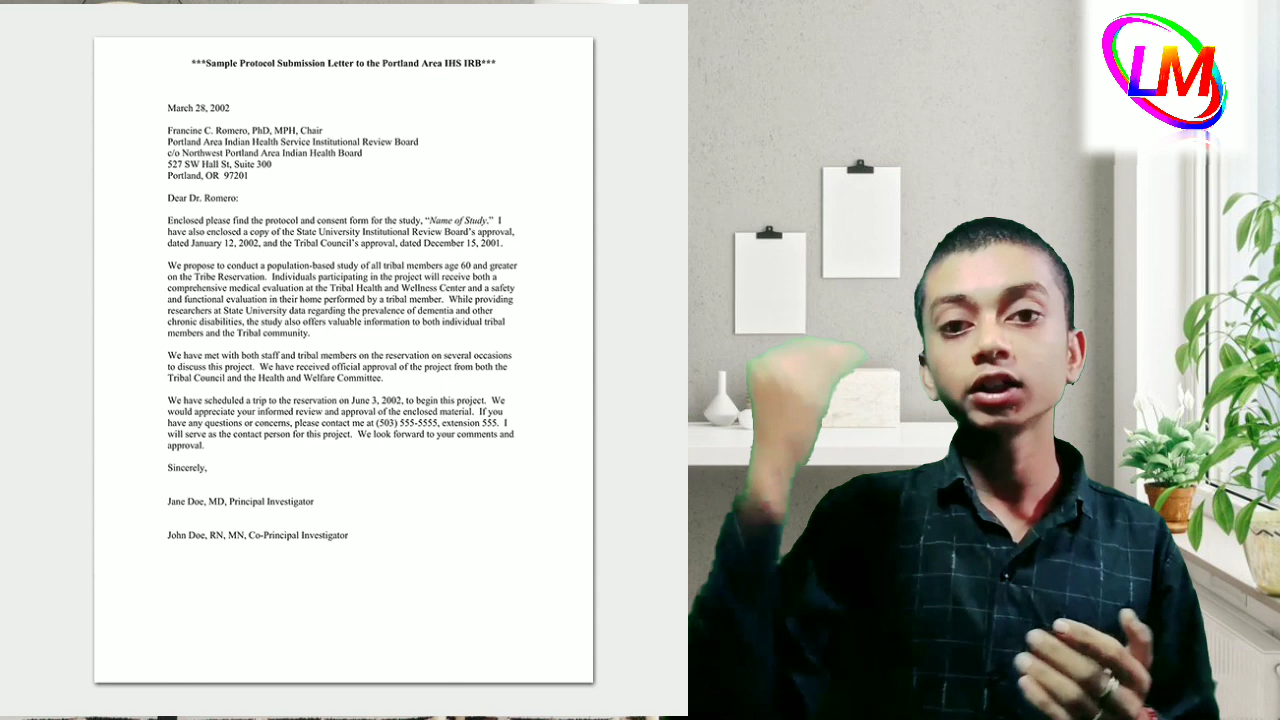 ***Sample Protocol Submission Letter to the Portland Area IHS IRB***
March 28, 2002
Francine C. Romero, PhD, MPH, Chair
Portland Area Indian Health Service Institutional Review Board
c/o Northwest Portland Area Indian Health Board
527 SW Hall St, Suite 300
Portland, OR  97201
Dear Dr. Romero:
Enclosed please find the protocol and consent form for the study, “Name of Study.”  I
have also enclosed a copy of the State University Institutional Review Board’s approval,
dated January 12, 2002, and the Tribal Council’s approval, dated December 15, 2001.
We propose to conduct a population-based study of all tribal members age 60 and greater
on the Tribe Reservation.  Individuals participating in the project will receive both a
comprehensive medical evaluation at the Tribal Health and Wellness Center and a safety
and functional evaluation in their home performed by a tribal member.  While providing
researchers at State University data regarding the prevalence of dementia and other
chronic disabilities, the study also offers valuable information to both individual tribal
members and the Tribal community.
We have met with both staff and tribal members on the reservation on several occasions
to discuss this project.  We have received official approval of the project from both the
Tribal Council and the Health and Welfare Committee.
We have scheduled a trip to the reservation on June 3, 2002, to begin this project.  We
would appreciate your informed review and approval of the enclosed material.  If you
have any questions or concerns, please contact me at (503) 555-5555, extension 555.  I
will serve as the contact person for this project.  We look forward to your comments and
approval.
Sincerely,
Jane Doe, MD, Principal Investigator
John Doe, RN, MN, Co-Principal Investigator
LM